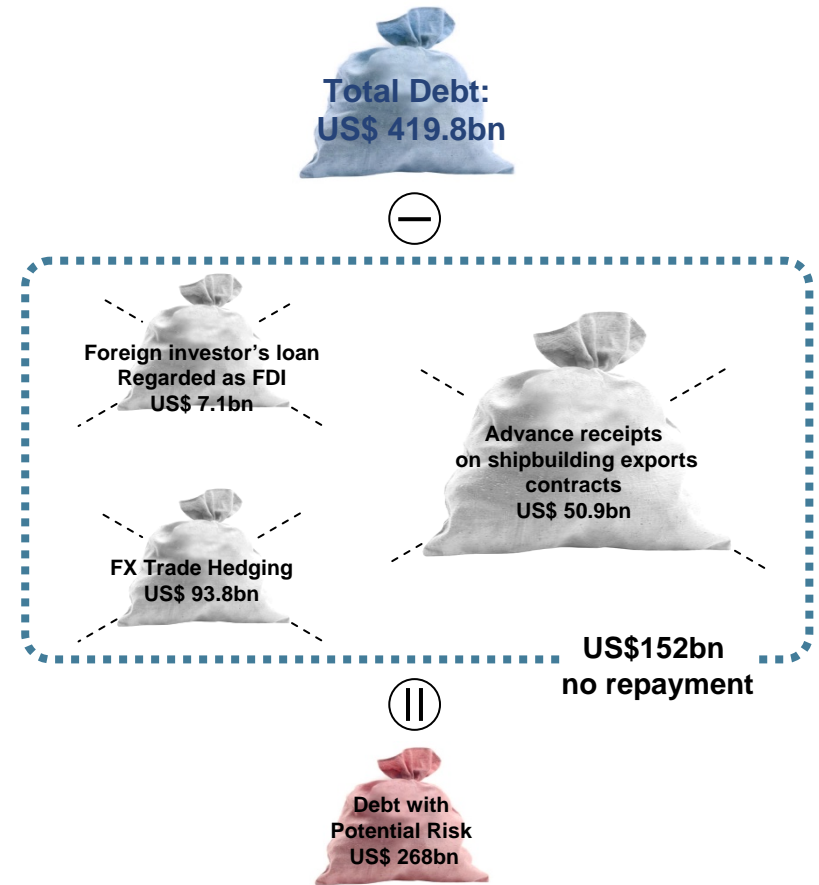 Total Debt:
US$ 419.8bn
Foreign investor’s loan
Regarded as FDI
US$ 7.1bn
Advance receipts
on shipbuilding exports
contracts
US$ 50.9bn
FX Trade Hedging
US$ 93.8bn
US$152bn
no repayment
Debt with
Potential Risk
US$ 268bn